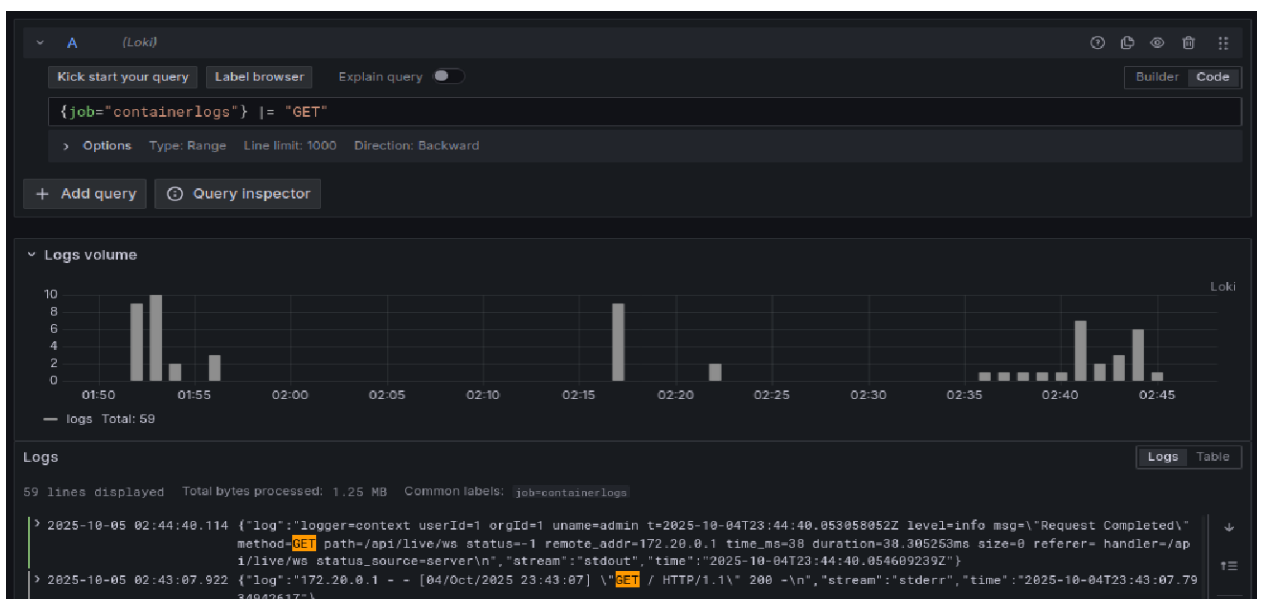 A (Loki)
Kick start your query Label browser Explain query Builder Code
{job="containerlogs"} |= "GET"
Options Type: Range Line limit: 1000 Direction: Backward
+ Add query Query inspector
Logs volume
Loki
10
8
6
4
2
0
01:50 01:55 02:00 02:05 02:10 02:15 02:20 02:25 02:30 02:35 02:40 02:45
logs Total: 59
Logs Logs Table
59 lines displayed Total bytes processed: 1.25 MB Common labels: job=containerlogs
2025-10-05 02:44:40.114 {"log":"logger=context userId=1 orgId=1 uname=admin t=2025-10-04T23:44:40.053058052Z level=info msg=\"Request Completed\"
method=GET path=/api/live/ws status=-1 remote_addr=172.20.0.1 time_ms=38 duration=38.305253ms size=0 referer= handler=/ap
i/live/ws status_source=server\n","stream":"stdout","time":"2025-10-04T23:44:40.054609239Z"}
2025-10-05 02:43:07.922 {"log":"172.20.0.1 - - [04/Oct/2025 23:43:07] \"GET / HTTP/1.1\" 200 -\n","stream":"stderr","time":"2025-10-04T23:43:07.79